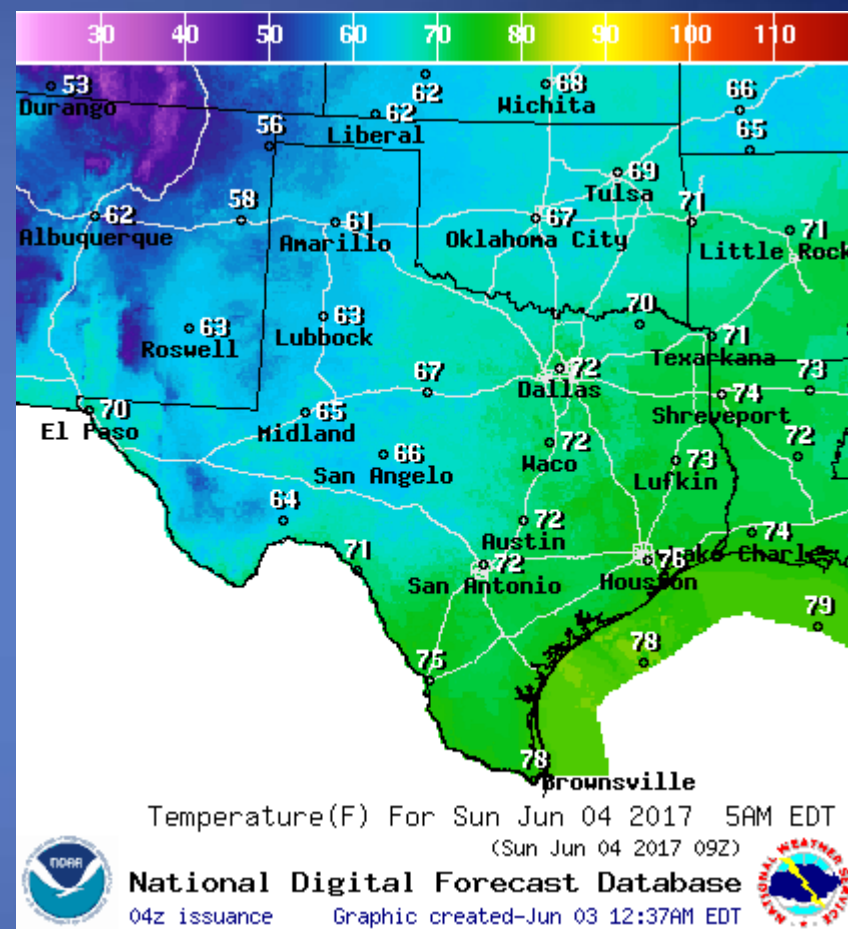 30 40 50 60 70 80 90 100 110
53
Durango
62
62
Liberal
68
Wichita
66
65
56
69
Tulsa
62
Albuquerque
58
61
Amarillo
67
Oklahoma City
71
71
Little Rock
63
Roswell
63
Lubbock
70
71
Texarkana
72
Dallas
67
74
Shreveport
73
70
El Paso
65
Midland
66
San Angelo
72
Waco
73
Lufkin
72
64
72
Austin
74
71
72
San Antonio
76
Houston
79
78
75
78
Brownsville
Temperature(F) For Sun Jun 04 2017 5AM EDT
(Sun Jun 04 2017 09Z)
NOAA
National Digital Forecast Database
NATIONAL WEATHER SERVICE
04z issuance Graphic created-Jun 03 12:37AM EDT